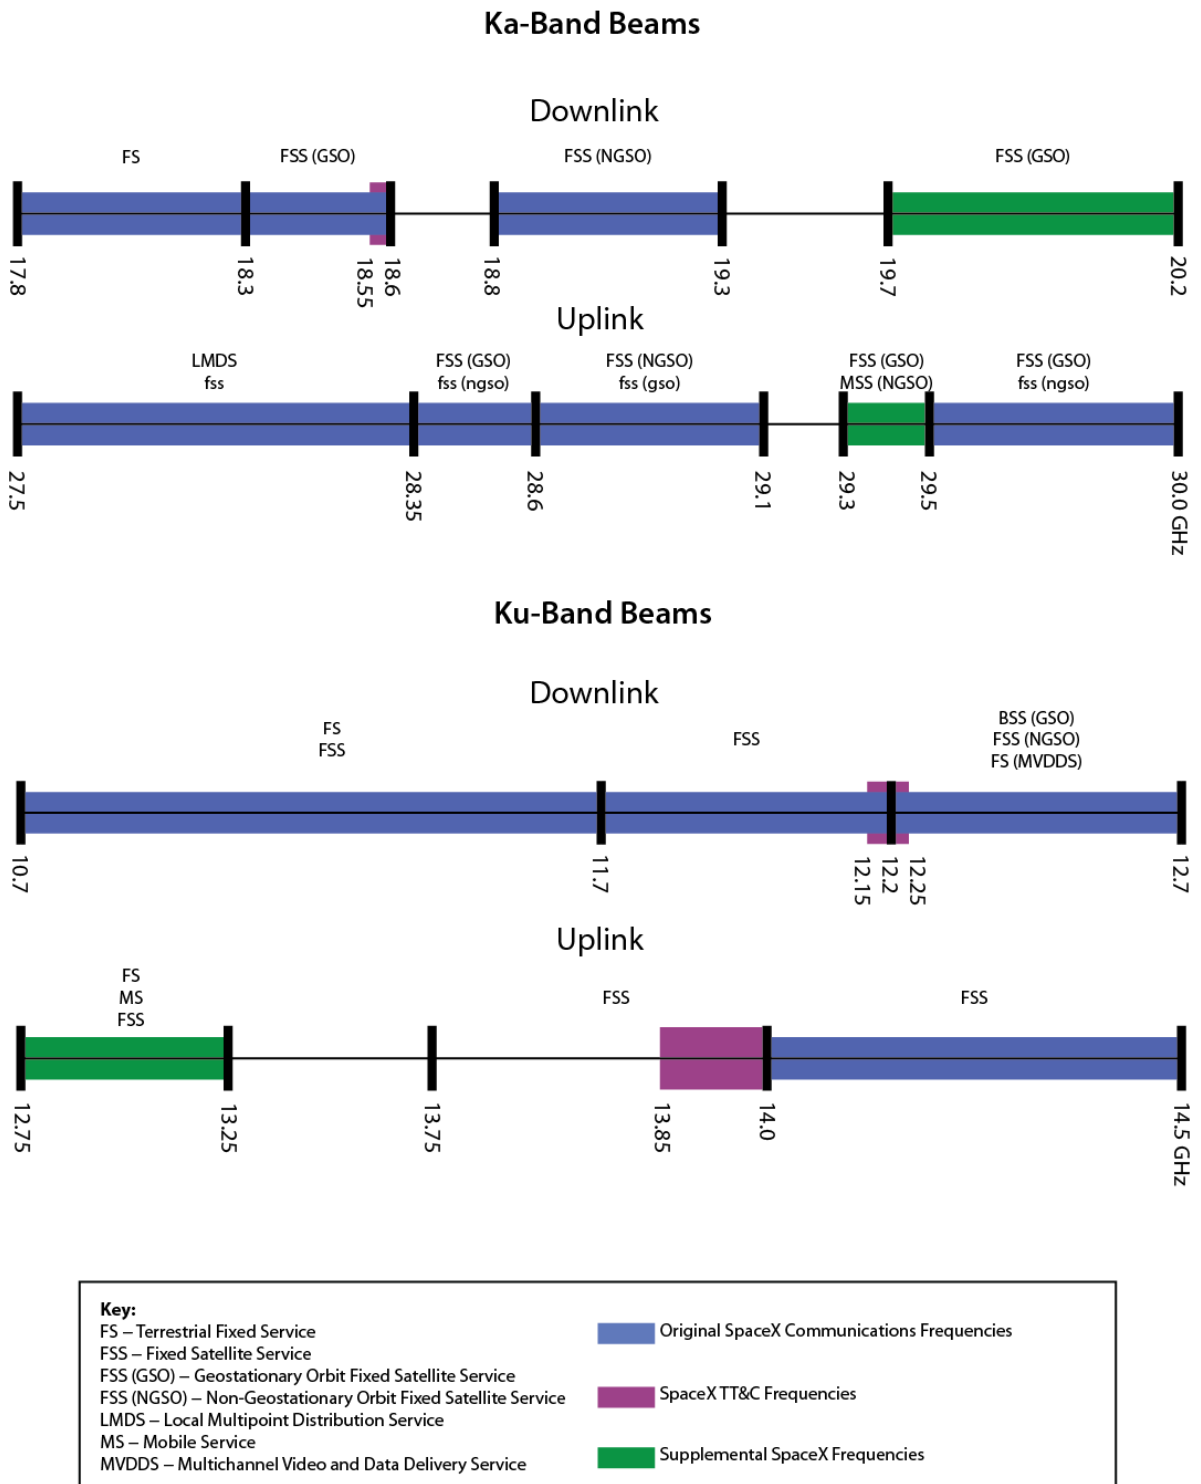 Ka-Band Beams
Downlink
FS
FSS (GSO)
FSS (NGSO)
FSS (GSO)
17.8
18.3
18.55
18.6
18.8
19.3
19.7
20.2
Uplink
LMDS
fss
FSS (GSO)
fss (ngso)
FSS (NGSO)
fss (gso)
FSS (GSO)
MSS (NGSO)
FSS (GSO)
fss (ngso)
27.5
28.35
28.6
29.1
29.3
29.5
30.0 GHz
Ku-Band Beams
Downlink
FS
FSS
FSS
BSS (GSO)
FSS (NGSO)
FS (MVDDS)
10.7
11.7
12.15
12.2
12.25
12.7
Uplink
FS
MS
FSS
FSS
FSS
12.75
13.25
13.75
13.85
14.0
14.5 GHz
Key:
FS – Terrestrial Fixed Service
FSS – Fixed Satellite Service
FSS (GSO) – Geostationary Orbit Fixed Satellite Service
FSS (NGSO) – Non-Geostationary Orbit Fixed Satellite Service
LMDS – Local Multipoint Distribution Service
MS – Mobile Service
MVDDS – Multichannel Video and Data Delivery Service
Original SpaceX Communications Frequencies
SpaceX TT&C Frequencies
Supplemental SpaceX Frequencies